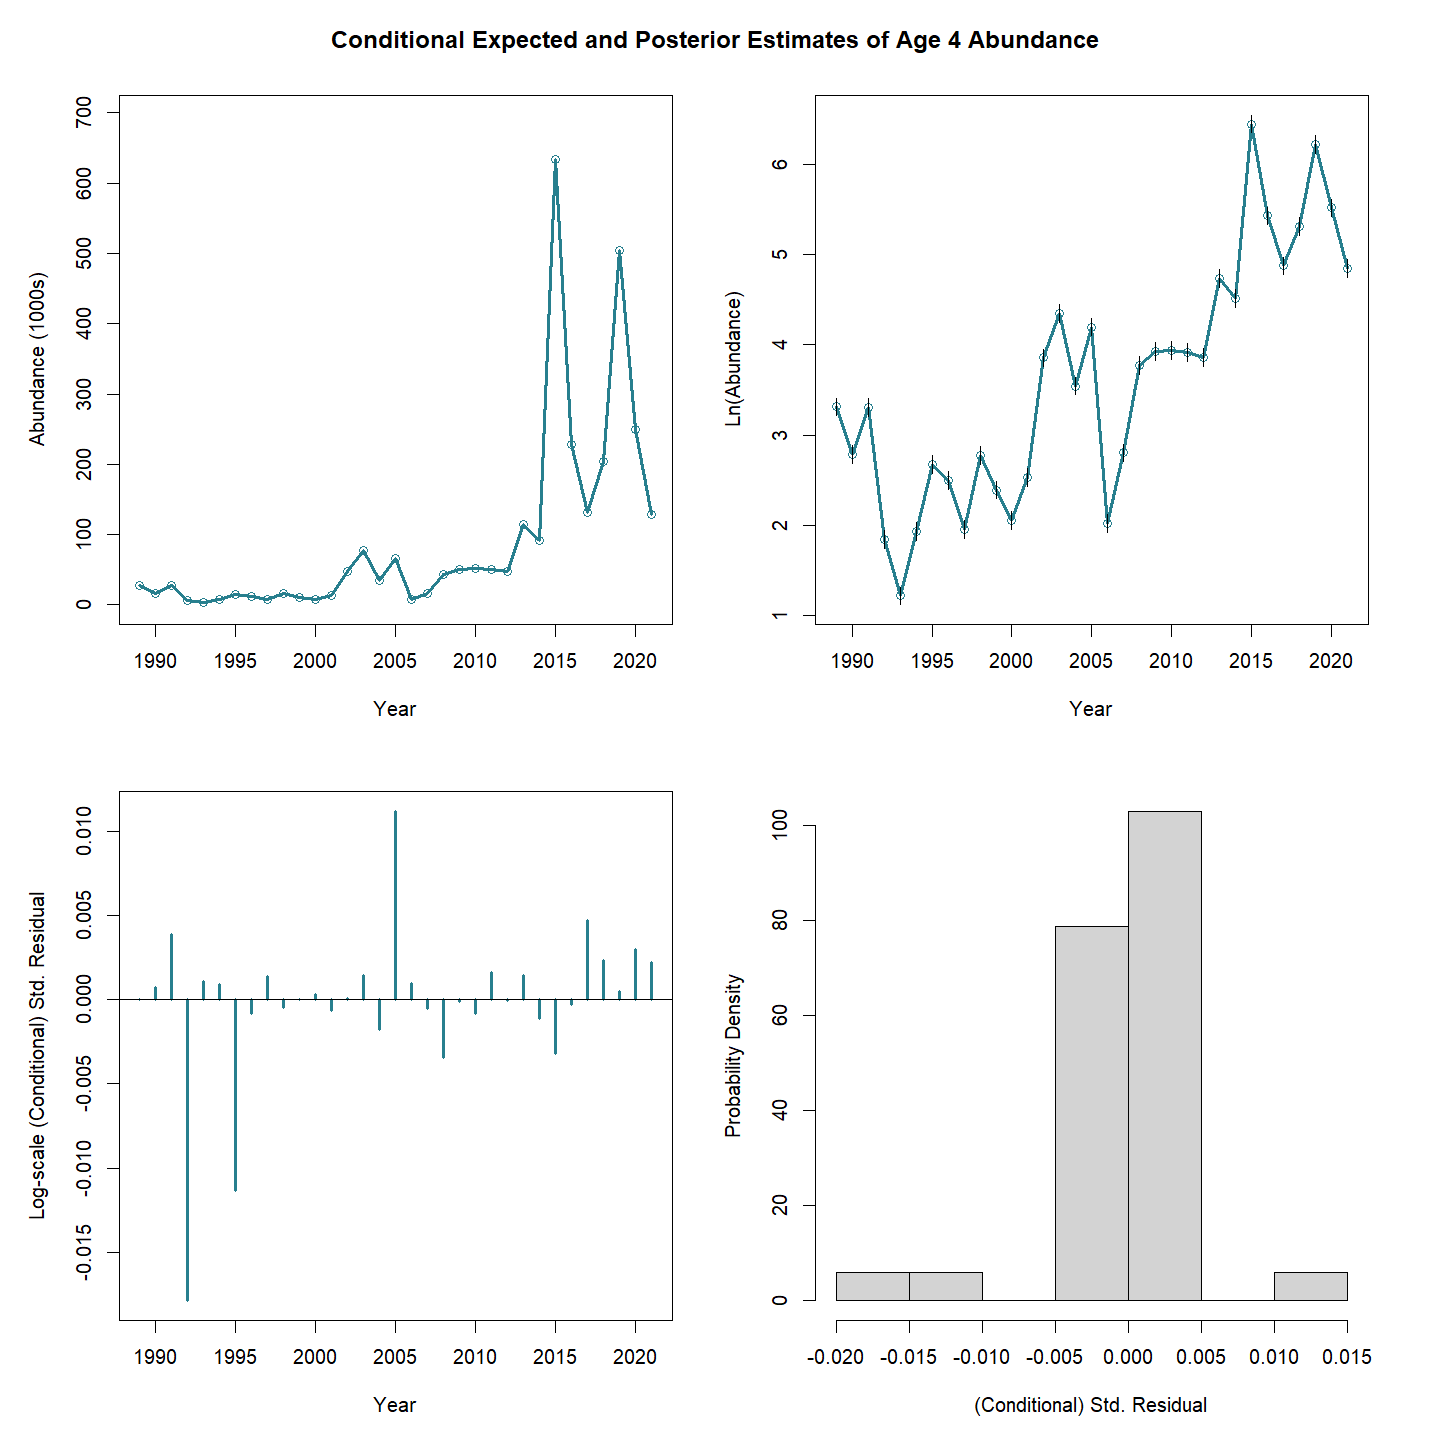 Conditional Expected and Posterior Estimates of Age 4 Abundance
Abundance (1000s)
700
600
500
400
300
200
100
0
1990 1995 2000 2005 2010 2015 2020
Year
Ln(Abundance)
6
5
4
3
2
1
1990 1995 2000 2005 2010 2015 2020
Year
Log-scale (Conditional) Std. Residual
0.010
0.005
0.000
-0.005
-0.010
-0.015
1990 1995 2000 2005 2010 2015 2020
Year
Probability Density
100
80
60
40
20
0
-0.020 -0.015 -0.010 -0.005 0.000 0.005 0.010 0.015
(Conditional) Std. Residual